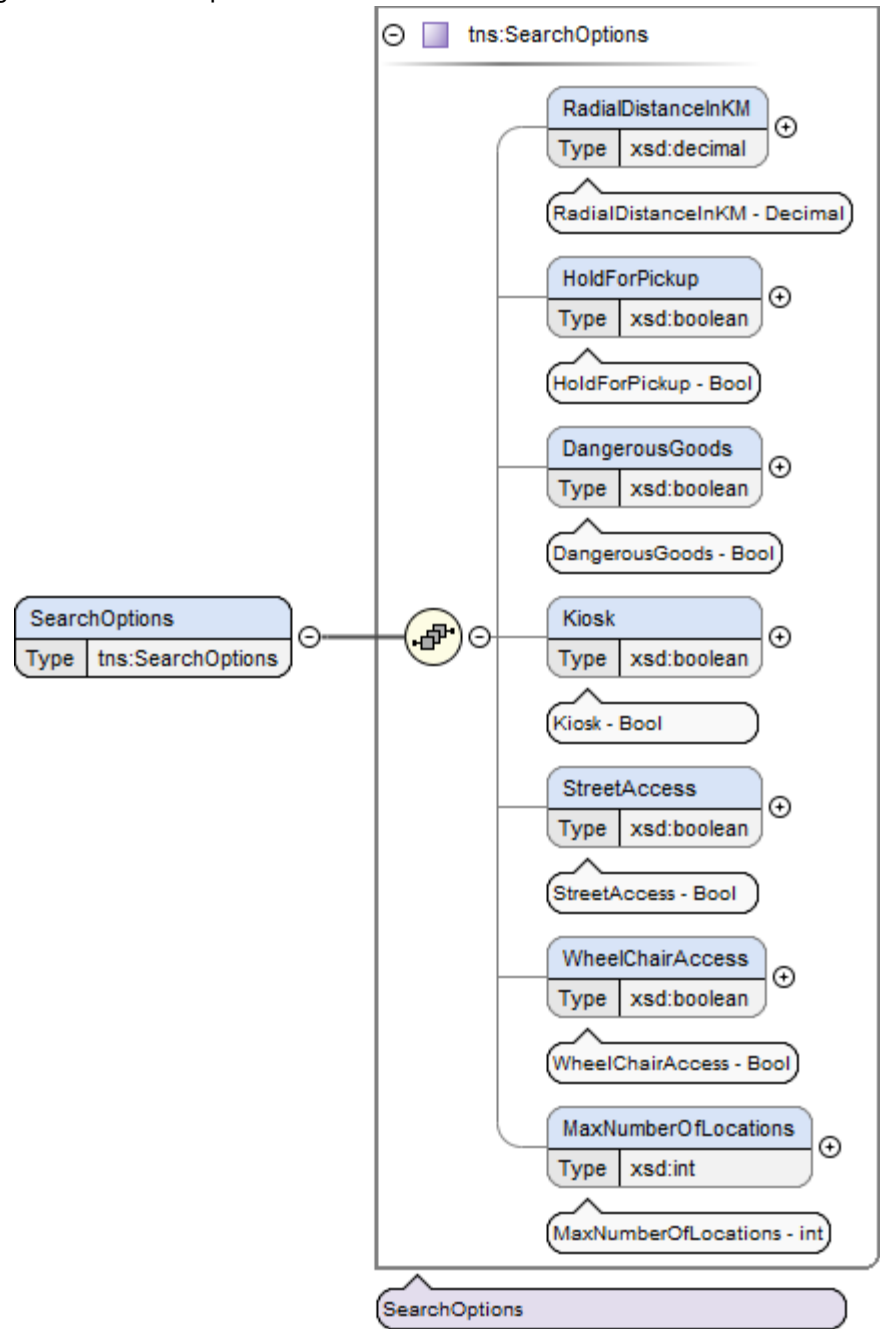 tns:SearchOptions
RadialDistanceInKM
Type xsd:decimal
RadialDistanceInKM - Decimal
HoldForPickup
Type xsd:boolean
HoldForPickup - Bool
DangerousGoods
Type xsd:boolean
DangerousGoods - Bool
SearchOptions
Type tns:SearchOptions
Kiosk
Type xsd:boolean
Kiosk - Bool
StreetAccess
Type xsd:boolean
StreetAccess - Bool
WheelChairAccess
Type xsd:boolean
WheelChairAccess - Bool
MaxNumberOfLocations
Type xsd:int
MaxNumberOfLocations - int
SearchOptions